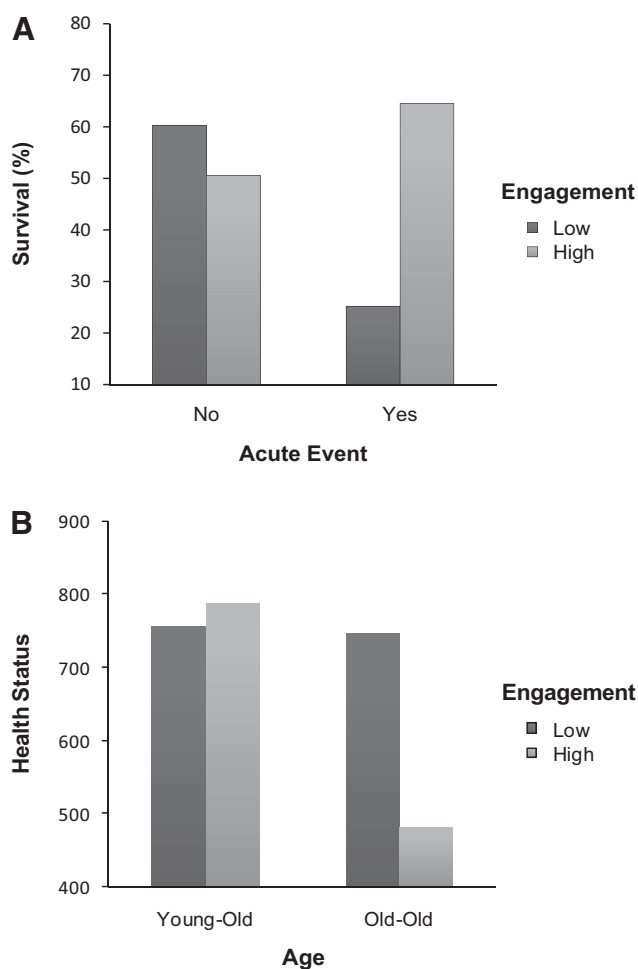 A
80
70
60
50
40
30
20
10
Survival (%)
No
Yes
Acute Event
Engagement
Low
High
B
900
800
700
600
500
400
Health Status
Young-Old
Old-Old
Age
Engagement
Low
High